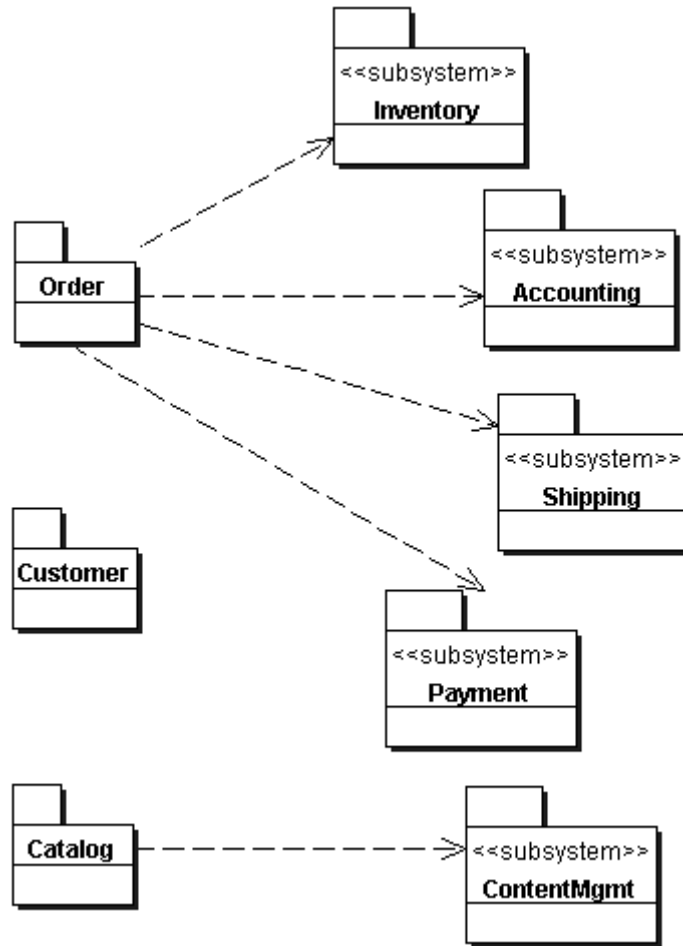 <<subsystem>>
Inventory
<<subsystem>>
Accounting
Order
<<subsystem>>
Shipping
Customer
<<subsystem>>
Payment
Catalog
<<subsystem>>
ContentMgmt